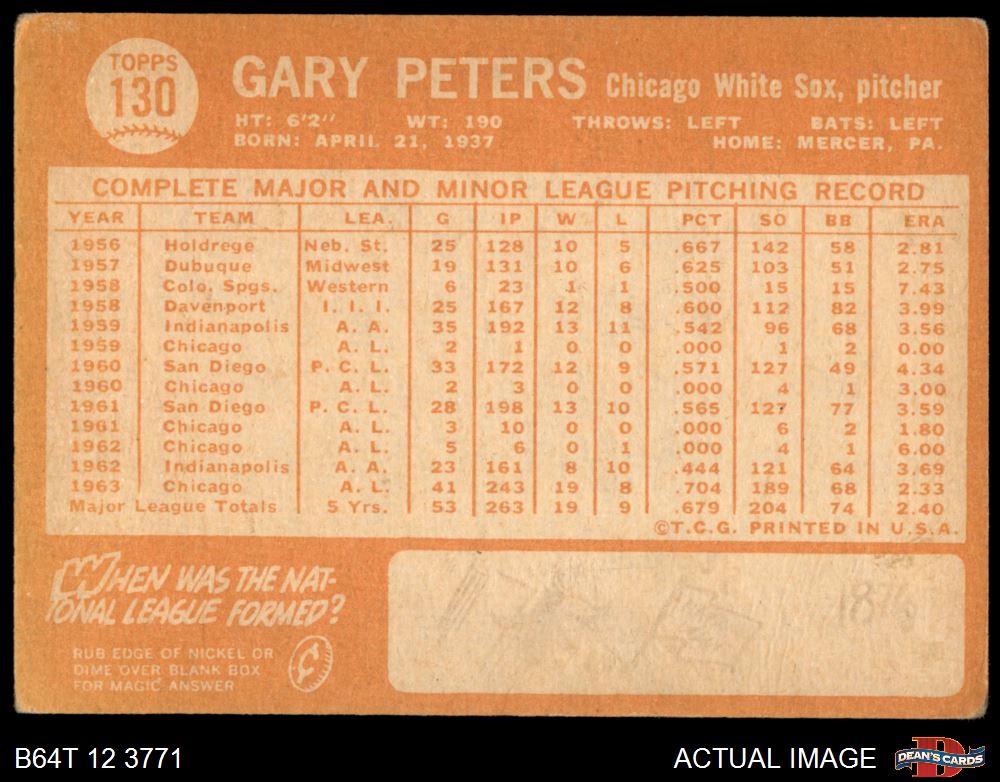 TOPPS
130
GARY PETERS Chicago White Sox, pitcher
HT: 6'2" WT: 190 THROWS: LEFT BATS: LEFT
BORN: APRIL 21, 1937 HOME: MERCER, PA.
COMPLETE MAJOR AND MINOR LEAGUE PITCHING RECORD
YEAR TEAM LEA. G IP W L PCT SO BB ERA
1956 Holdrege Neb. St. 25 128 10 5 .667 142 58 2.81
1957 Dubuque Midwest 19 131 10 6 .625 103 51 2.75
1958 Colo. Spgs. Western 6 23 1 1 .500 15 15 7.43
1958 Davenport I. I. I. 25 167 12 8 .600 112 82 3.99
1959 Indianapolis A. A. 35 192 13 11 .542 96 68 3.56
1959 Chicago A. L. 2 1 0 0 .000 1 2 0.00
1960 San Diego P. C. L. 33 172 12 9 .571 127 49 4.34
1960 Chicago A. L. 2 3 0 0 .000 4 1 3.00
1961 San Diego P. C. L. 28 198 13 10 .565 127 77 3.59
1961 Chicago A. L. 3 10 0 0 .000 6 2 1.80
1962 Chicago A. L. 5 6 0 1 .000 4 1 6.00
1962 Indianapolis A. A. 23 161 8 10 .444 121 64 3.69
1963 Chicago A. L. 41 243 19 8 .704 189 68 2.33
Major League Totals 5 Yrs. 53 263 19 9 .679 204 74 2.40
©T.C.G. PRINTED IN U.S.A.
WHEN WAS THE NAT-
IONAL LEAGUE FORMED?
RUB EDGE OF NICKEL OR
DIME OVER BLANK BOX
FOR MAGIC ANSWER
B64T 12 3771 ACTUAL IMAGE DEAN'S CARDS